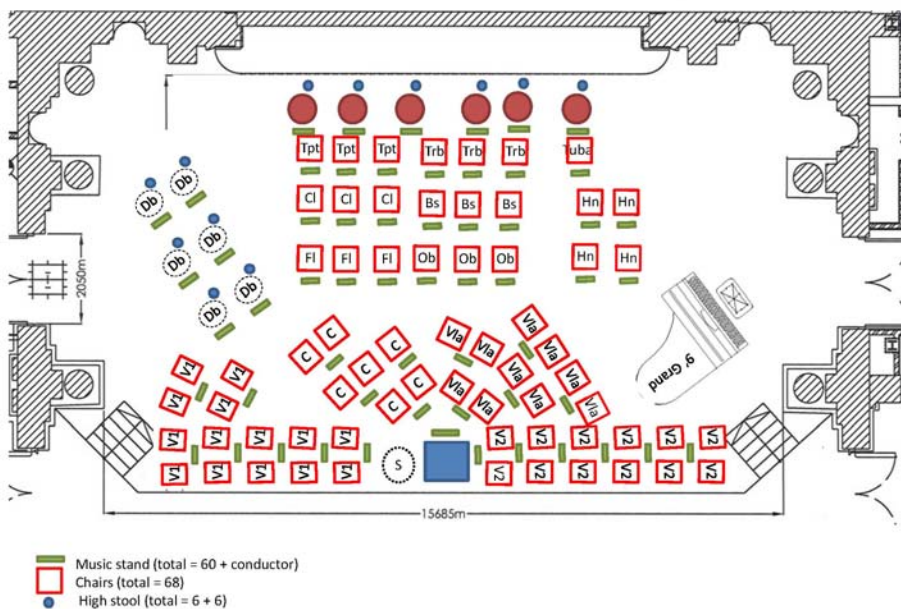 Tpt Tpt Tpt Trb Trb Trb Tuba
Db Db
Cl Cl Cl Bs Bs Bs Hn Hn
Db Db
Fl Fl Fl Ob Ob Ob Hn Hn
Db Db
2050m
9' Grand
C C C C C C C
Vla Vla Vla Vla Vla Vla Vla Vla Vla Vla
V1 V1
V1 V1
V1 V1 V1 V1 V1
V2 V2 V2 V2 V2 V2
V1 V1 V1 V1 V1
S
V2 V2 V2 V2 V2 V2
15685m
Music stand (total = 60 + conductor)
Chairs (total = 68)
High stool (total = 6 + 6)